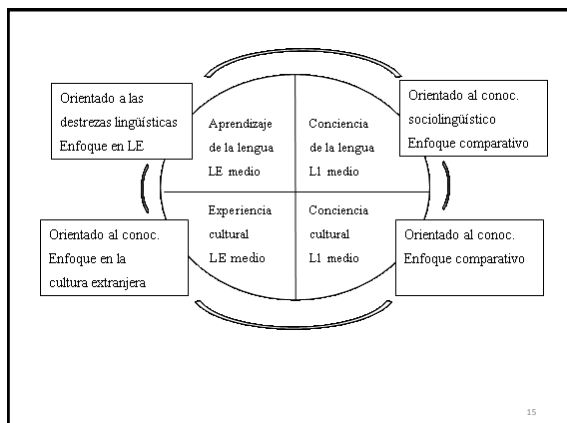 Orientado a las
destrezas lingüísticas
Enfoque en LE
Aprendizaje
de la lengua
LE medio
Conciencia
de la lengua
L1 medio
Orientado al conoc.
sociolingüístico
Enfoque comparativo
Orientado al conoc.
Enfoque en la
cultura extranjera
Experiencia
cultural
LE medio
Conciencia
cultural
L1 medio
Orientado al conoc.
Enfoque comparativo
15